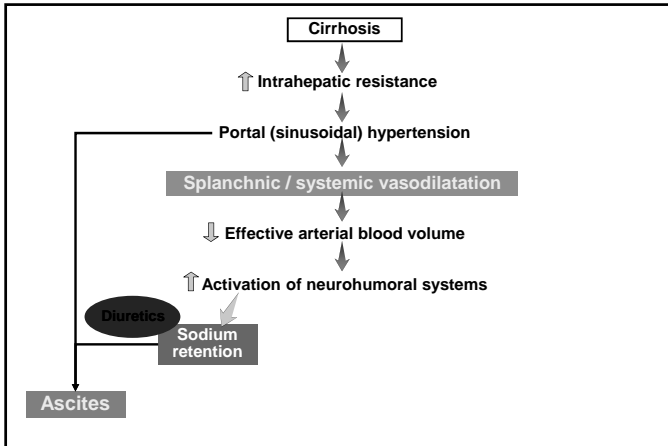 Cirrhosis
Intrahepatic resistance
Portal (sinusoidal) hypertension
Splanchnic / systemic vasodilatation
Effective arterial blood volume
Activation of neurohumoral systems
Diuretics
Sodium
retention
Ascites